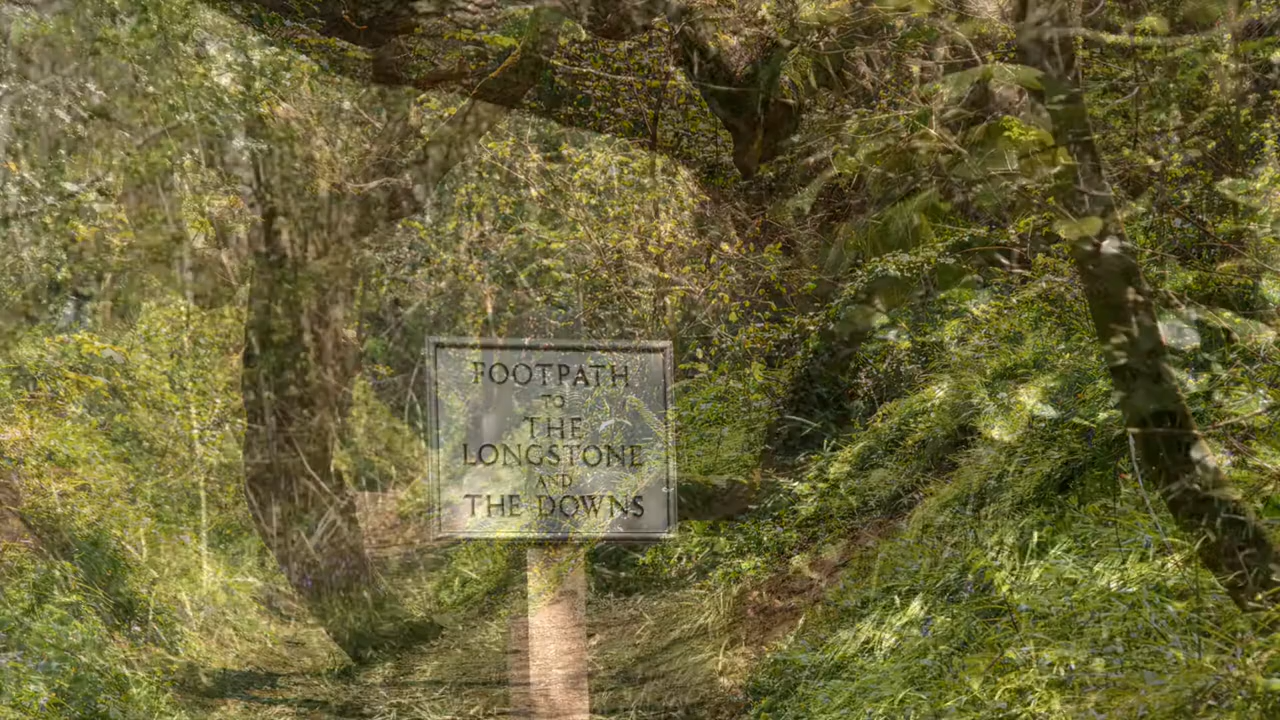 FOOTPATH
TO
THE
LONGSTONE
AND
THE DOWNS